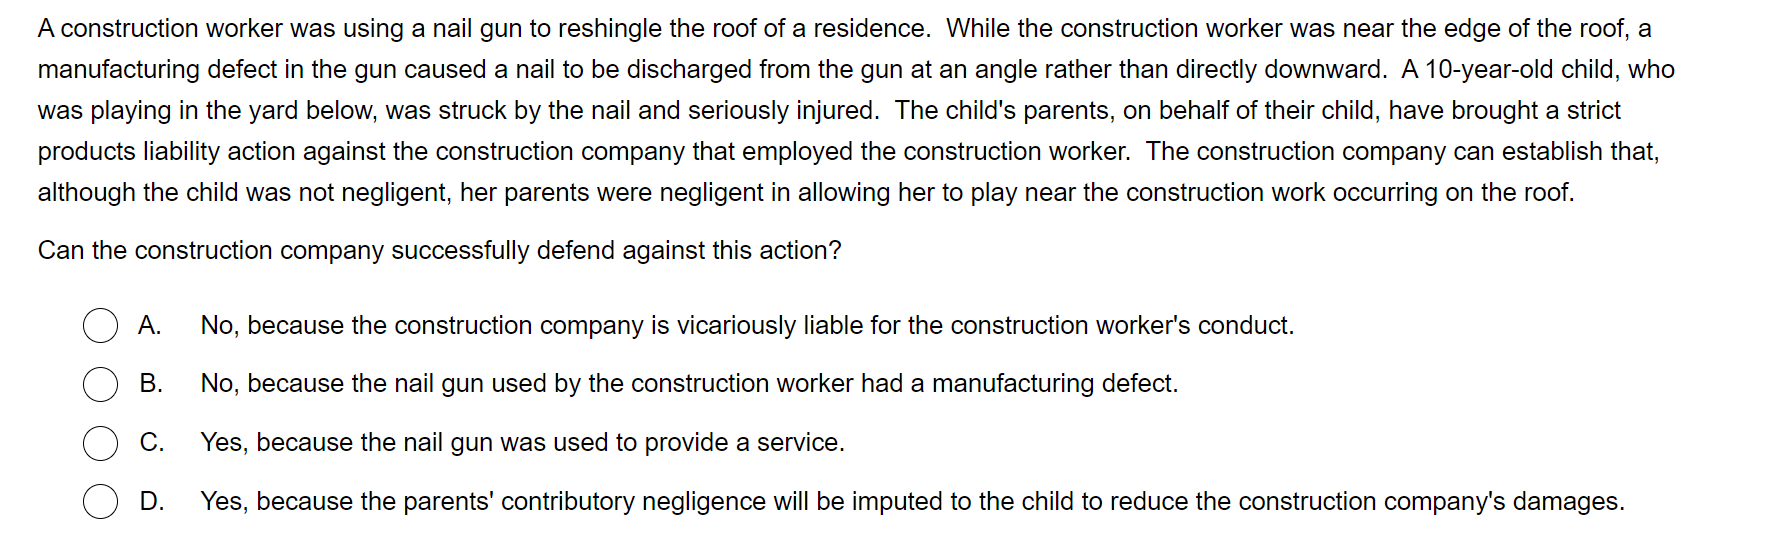 A construction worker was using a nail gun to reshingle the roof of a residence.  While the construction worker was near the edge of the roof, a
manufacturing defect in the gun caused a nail to be discharged from the gun at an angle rather than directly downward.  A 10-year-old child, who
was playing in the yard below, was struck by the nail and seriously injured.  The child's parents, on behalf of their child, have brought a strict
products liability action against the construction company that employed the construction worker.  The construction company can establish that,
although the child was not negligent, her parents were negligent in allowing her to play near the construction work occurring on the roof.
Can the construction company successfully defend against this action?
A. No, because the construction company is vicariously liable for the construction worker's conduct.
B. No, because the nail gun used by the construction worker had a manufacturing defect.
C. Yes, because the nail gun was used to provide a service.
D. Yes, because the parents' contributory negligence will be imputed to the child to reduce the construction company's damages.